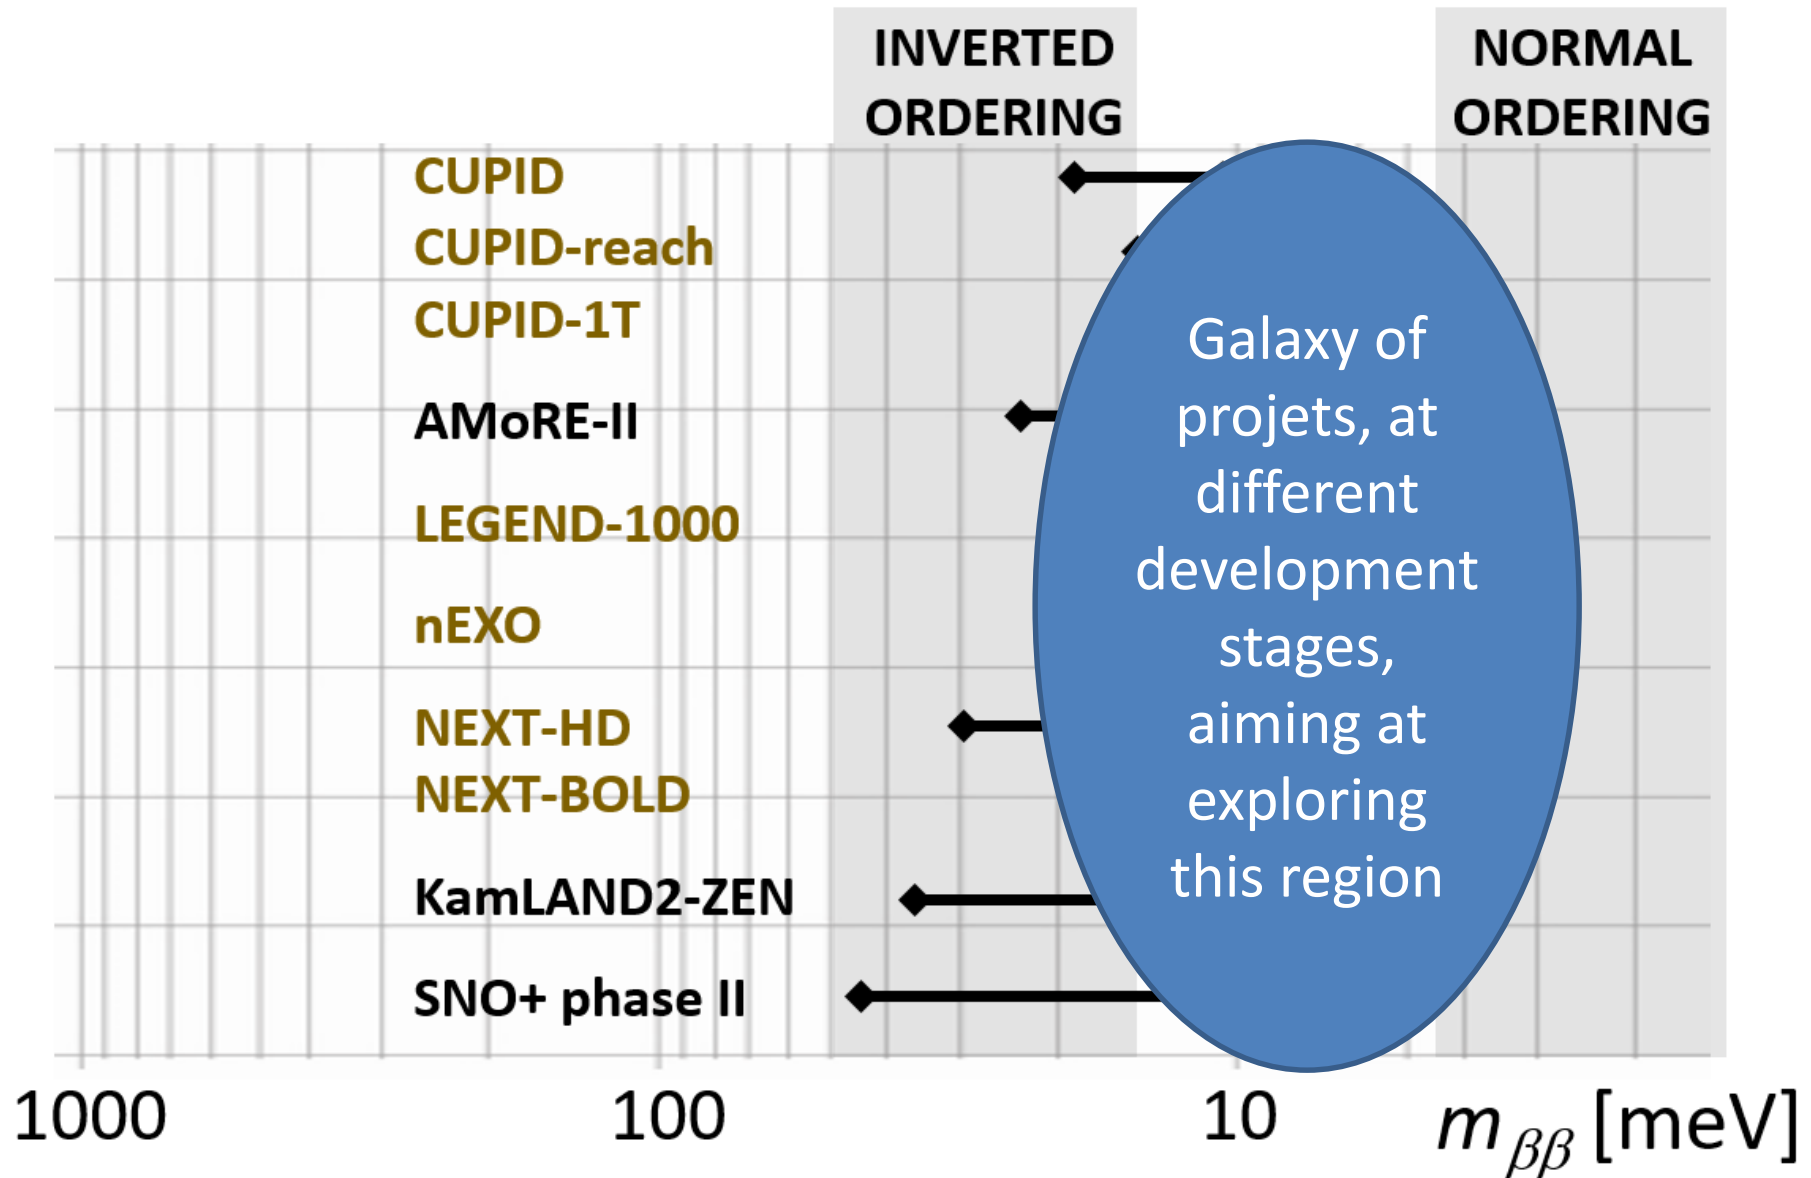 INVERTED
ORDERING
NORMAL
ORDERING
CUPID
CUPID-reach
CUPID-1T
AMoRE-II
LEGEND-1000
nEXO
NEXT-HD
NEXT-BOLD
KamLAND2-ZEN
SNO+ phase II
Galaxy of
projets, at
different
development
stages,
aiming at
exploring
this region
1000
100
10
mββ [meV]